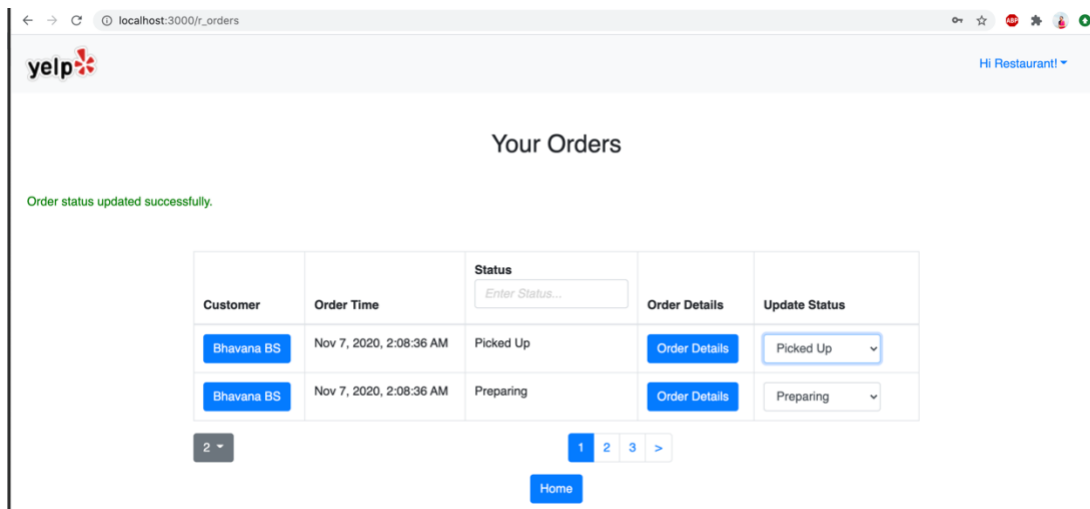 localhost:3000/r_orders
ABP
yelp
Hi Restaurant!
Your Orders
Order status updated successfully.
Status
Enter Status...
Customer Order Time Order Details Update Status
Bhavana BS Nov 7, 2020, 2:08:36 AM Picked Up Order Details Picked Up
Bhavana BS Nov 7, 2020, 2:08:36 AM Preparing Order Details Preparing
2 1 2 3 >
Home